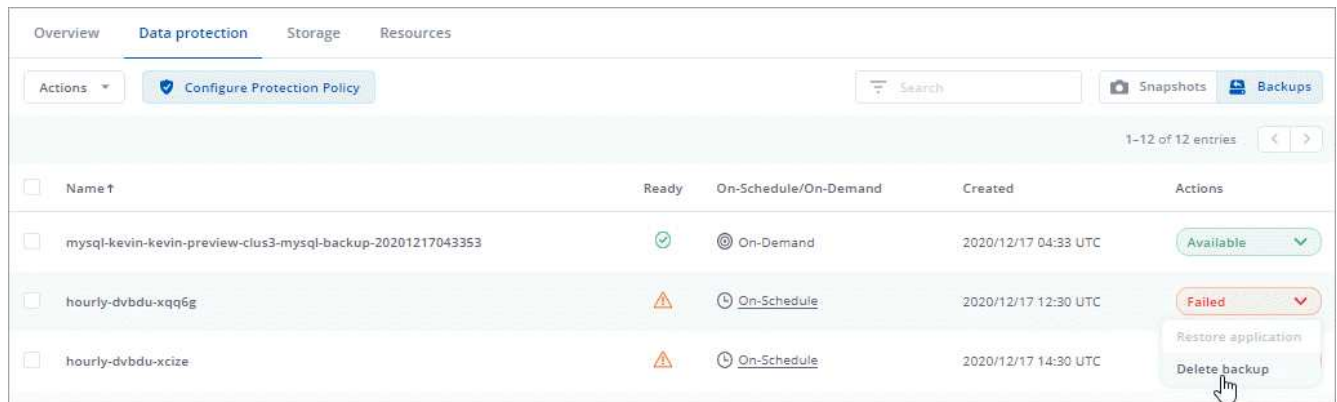 Overview Data protection Storage Resources
Actions Configure Protection Policy Search Snapshots Backups
1–12 of 12 entries
Name↑ Ready On-Schedule/On-Demand Created Actions
mysql-kevin-kevin-preview-clus3-mysql-backup-20201217043353 On-Demand 2020/12/17 04:33 UTC Available
hourly-dvbdu-xqq6g On-Schedule 2020/12/17 12:30 UTC Failed
Restore application
hourly-dvbdu-xcize On-Schedule 2020/12/17 14:30 UTC
Delete backup